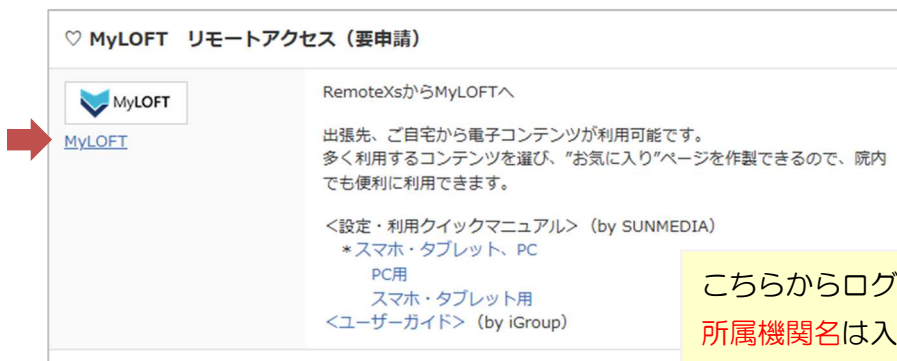 ♡ MyLOFT リモートアクセス（要申請）
MyLOFT
MyLOFT
RemoteXsからMyLOFTへ
出張先、ご自宅から電子コンテンツが利用可能です。
多く利用するコンテンツを選び、”お気に入り”ページを作製できるので、院内
でも便利に利用できます。
＜設定・利用クイックマニュアル＞（by SUNMEDIA）
＊スマホ・タブレット、PC
PC用
スマホ・タブレット用
＜ユーザーガイド＞（by iGroup）
こちらからログ
所属機関名は入